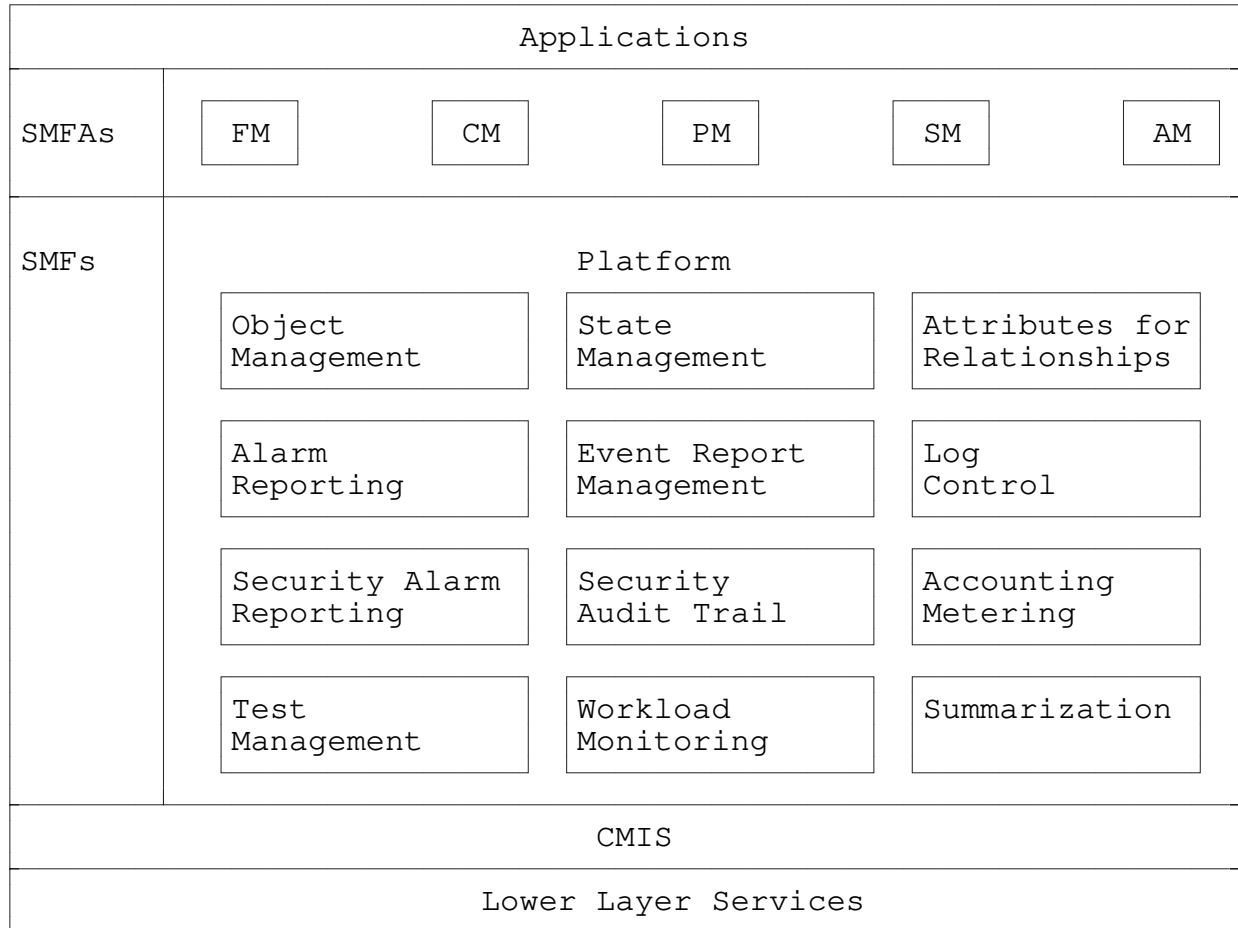 Applications
SMFAs FM CM PM SM AM
SMFs Platform
Object
Management
State
Management
Attributes for
Relationships
Alarm
Reporting
Event Report
Management
Log
Control
Security Alarm
Reporting
Security
Audit Trail
Accounting
Metering
Test
Management
Workload
Monitoring
Summarization
CMIS
Lower Layer Services